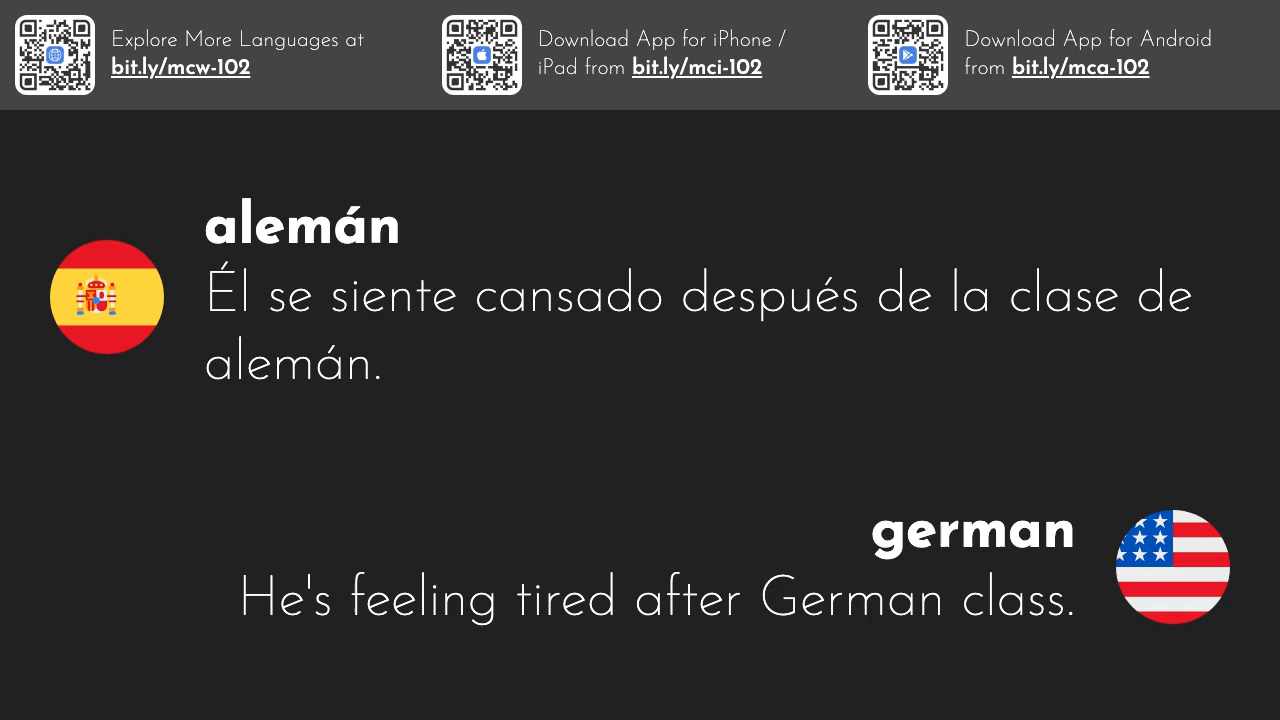 Explore More Languages at
bit.ly/mcw-102
Download App for iPhone /
iPad from bit.ly/mci-102
Download App for Android
from bit.ly/mca-102
alemán
Él se siente cansado después de la clase de
alemán.
german
He's feeling tired after German class.